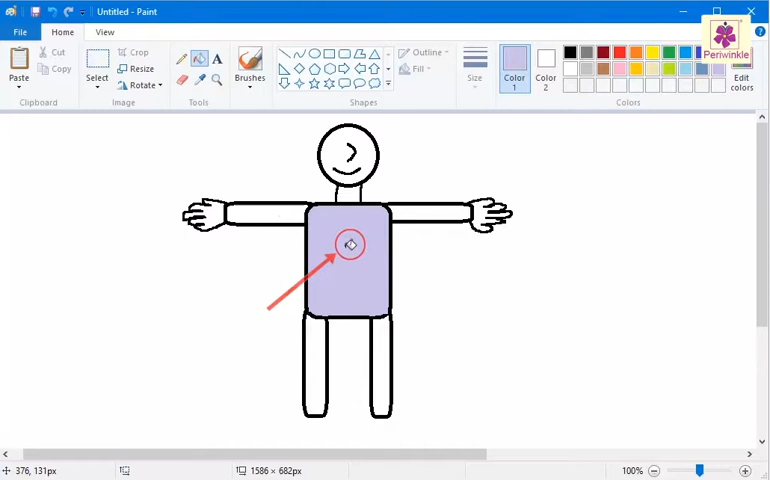 Untitled - Paint
File
Home
View
Paste
Cut
Copy
Clipboard
Select
Crop
Resize
Rotate
Image
A
Tools
Brushes
Outline
Fill
Shapes
Size
Color 1
Color 2
Edit colors
Colors
Periwinkle
376, 131px
1586 × 682px
100%